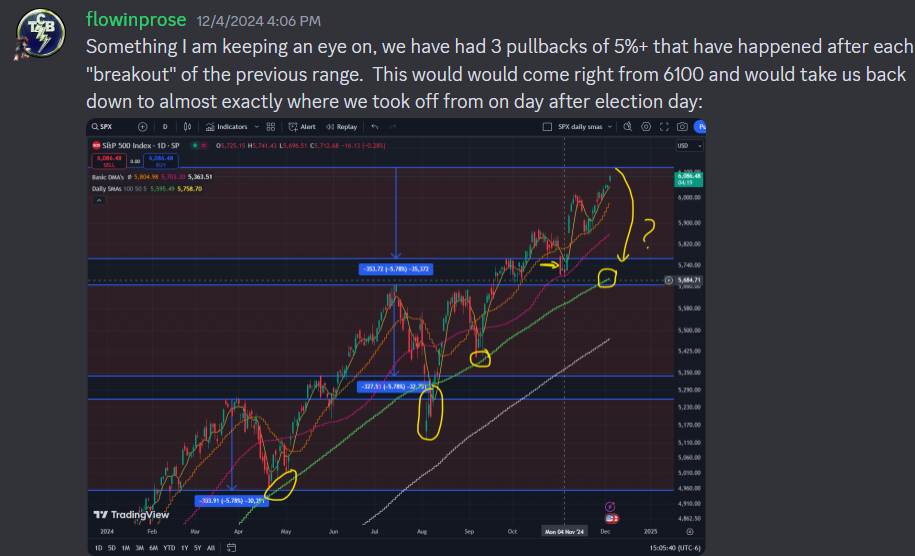 TCB
flowinprose 12/4/2024 4:06 PM
Something I am keeping an eye on, we have had 3 pullbacks of 5%+ that have happened after each
"breakout" of the previous range. This would would come right from 6100 and would take us back
down to almost exactly where we took off from on day after election day:
SPX D Indicators Alert Replay SPX daily smas
S&P 500 Index · 1D · SP O5,725.15 H5,741.43 L5,696.51 C5,712.68 -16.12 (-0.28%) USD
6,086.48 SELL 0.00 6,086.48 BUY
Basic DMA's 5,804.98 5,702.30 5,363.51
Daily SMAs 100 50 5 5,595.49 5,758.70
6,086.48
04:19
6,000.00
5,900.00
?
5,820.00
5,740.00
-353.72 (-5.78%) -35,372
5,684.71
5,580.00
5,500.00
5,425.00
5,350.00
-327.51 (-5.78%) -32,751
5,290.00
5,230.00
5,170.00
5,110.00
5,060.00
5,010.00
4,960.00
-303.91 (-5.78%) -30,391
4,910.00
TradingView
4,862.50
2024 Feb Mar Apr May Jun Jul Aug Sep Oct Mon 04 Nov '24 Dec 2025
1D 5D 1M 3M 6M YTD 1Y 5Y All 15:05:40 (UTC-6)